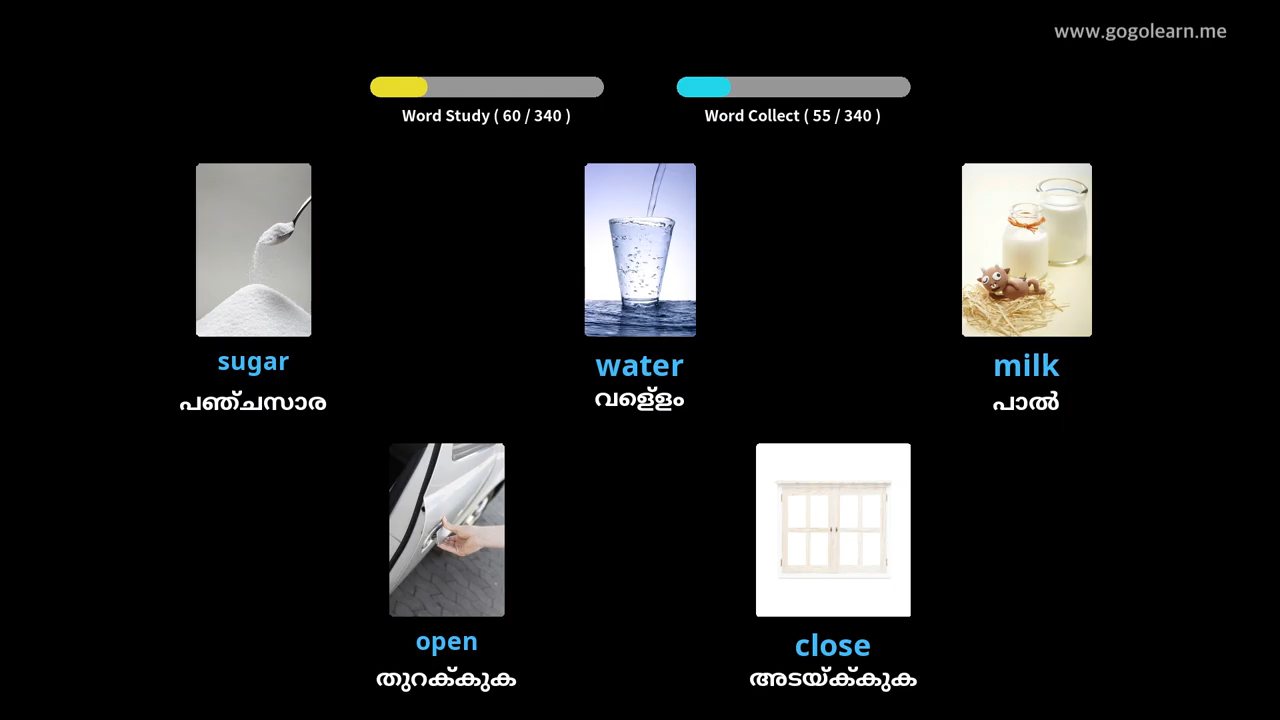 www.gogolearn.me
Word Study ( 60 / 340 )
Word Collect ( 55 / 340 )
sugar
water
milk
പഞ്ചസാര
വെള്ളം
പാൽ
open
close
തുറക്കുക
അടയ്ക്കുക